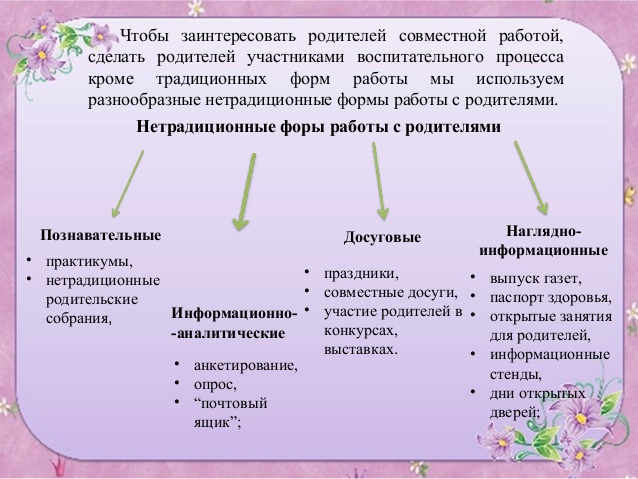 Чтобы заинтересовать родителей совместной работой,
сделать родителей участниками воспитательного процесса
кроме традиционных форм работы мы используем
разнообразные нетрадиционные формы работы с родителями.
Нетрадиционные форы работы с родителями
Познавательные
• практикумы,
• нетрадиционные
родительские
собрания,
Информационно-
-аналитические
• анкетирование,
• опрос,
• “почтовый
ящик”;
Досуговые
• праздники,
• совместные досуги,
• участие родителей в
конкурсах,
выставках.
Наглядно-
информационные
• выпуск газет,
• паспорт здоровья,
• открытые занятия
для родителей,
• информационные
стенды,
• дни открытых
дверей;